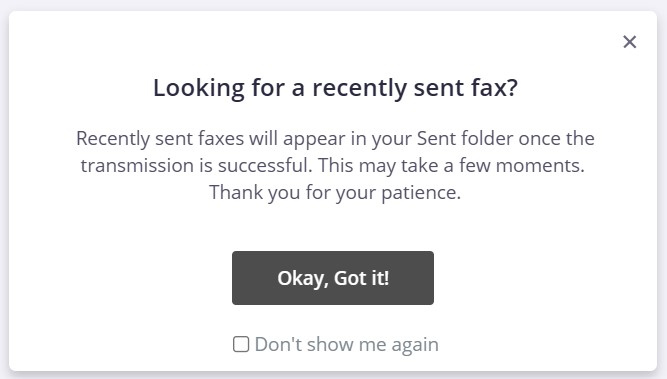 Looking for a recently sent fax?
Recently sent faxes will appear in your Sent folder once the
transmission is successful. This may take a few moments.
Thank you for your patience.
Okay, Got it!
Don't show me again